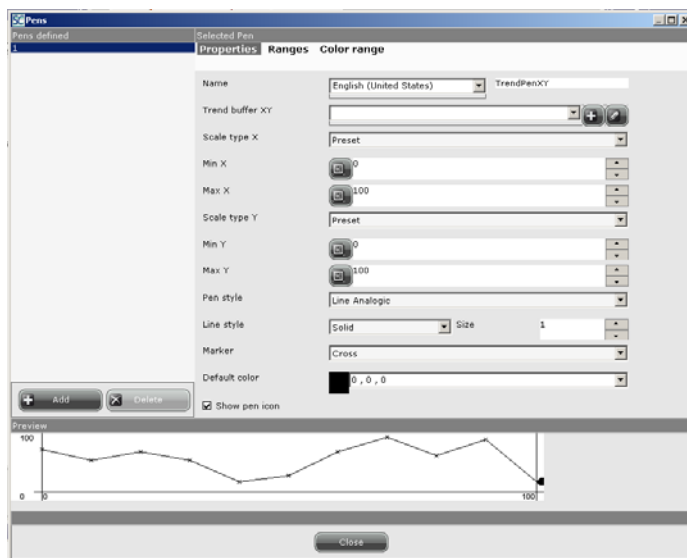 Pens
Pens defined
Selected Pen
1
Properties Ranges Color range
Name English (United States) TrendPenXY
Trend buffer XY
Scale type X Preset
Min X 0
Max X 100
Scale type Y Preset
Min Y 0
Max Y 100
Pen style Line Analogic
Line style Solid Size 1
Marker Cross
Default color 0 , 0 , 0
Add Delete Show pen icon
Preview
100
0 0 100
Close